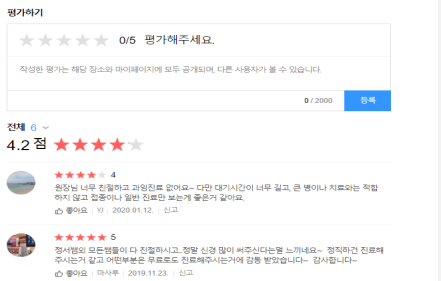 평가하기
0/5 평가해주세요.
작성한 평가는 해당 장소와 마이페이지에 모두 공개되며, 다른 사용자가 볼 수 있습니다.
0 / 2000 등록
전체 6
4.2 점
4
원장님 너무 친절하고 과잉진료 없어요~ 다만 대기시간이 너무 길고, 큰 병이나 치료와는 적합
하지 않고 접종이나 일반 진료만 보는게 좋은거 같아요.
좋아요 | YJ | 2020.01.12. | 신고
5
정서쌤외 모든쌤들이 다 친절하시고..정말 신경 많이 써주신다는멸 느끼네요~ 정직하건 진료해
주시는거 같고 어떤부분은 무료로도 진료해주시는거에 감동 받았습니다~ 감사합니다~
좋아요 | 마사루 | 2019.11.23. | 신고